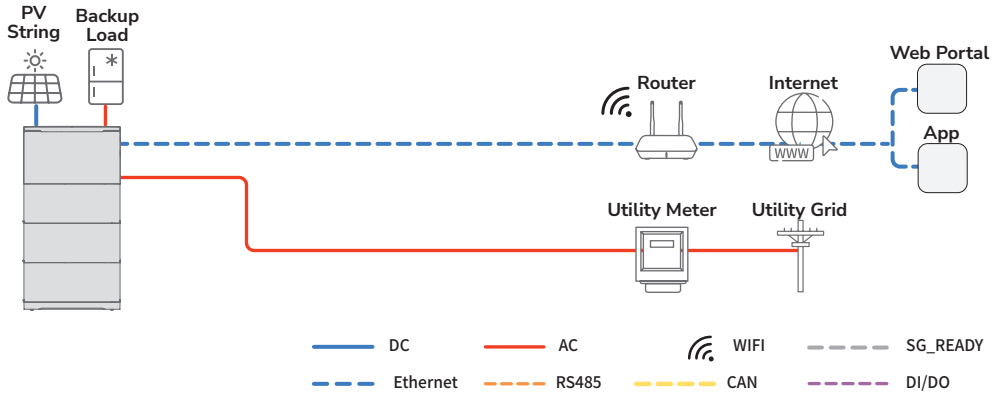 PV
String
Backup
Load
Router
Internet
WWW
Web Portal
App
Utility Meter
Utility Grid
DC
AC
WIFI
SG_READY
Ethernet
RS485
CAN
DI/DO